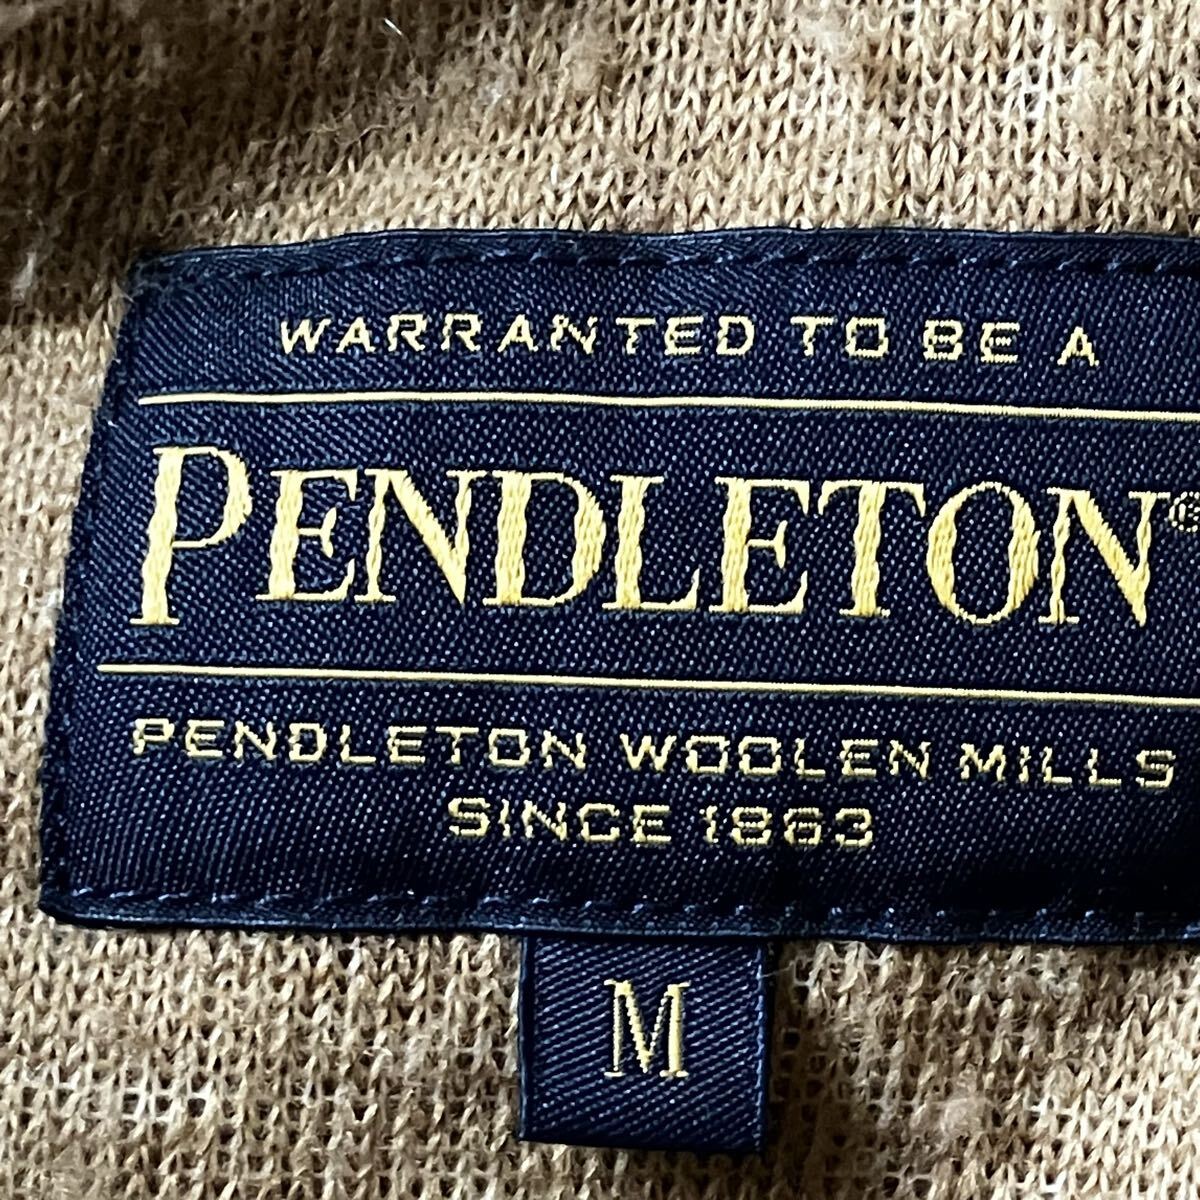 WARRANTED TO BE A
PENDLETON®
PENDLETON WOOLEN MILLS
SINCE 1863
M